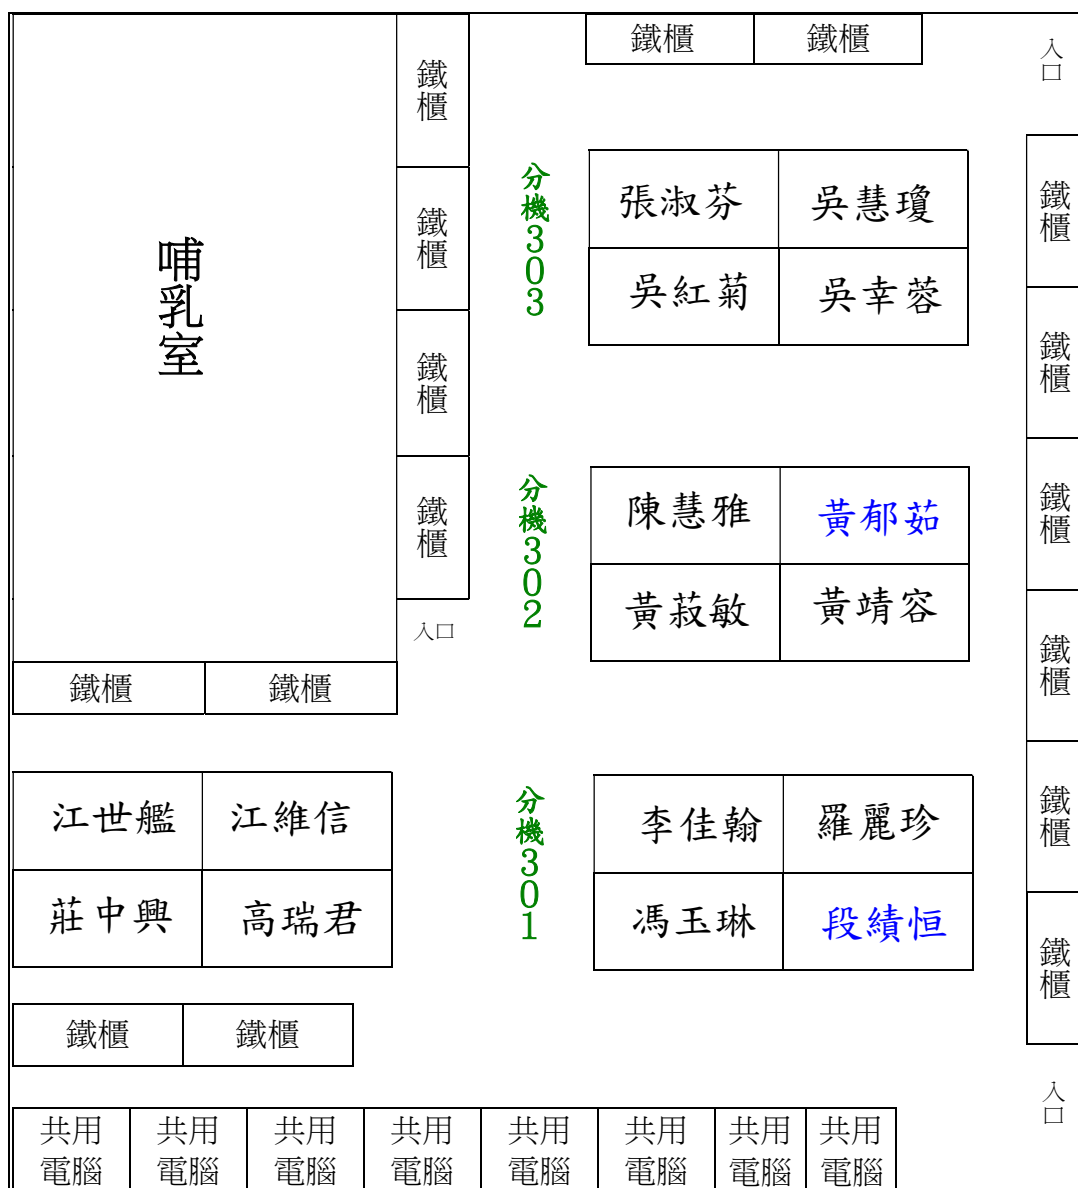 鐵櫃 鐵櫃
入口
鐵櫃
分機303
張淑芬 吳慧瓊
鐵櫃
鐵櫃
哺乳室
吳紅菊 吳幸蓉
鐵櫃
鐵櫃
分機302
陳慧雅 黃郁茹
鐵櫃
鐵櫃
黃菽敏 黃靖容
入口
鐵櫃
鐵櫃 鐵櫃
江世艦 江維信
分機301
李佳翰 羅麗珍
鐵櫃
莊中興 高瑞君
馮玉琳 段績恒
鐵櫃
鐵櫃 鐵櫃
入口
共用電腦 共用電腦 共用電腦 共用電腦 共用電腦 共用電腦 共用電腦 共用電腦